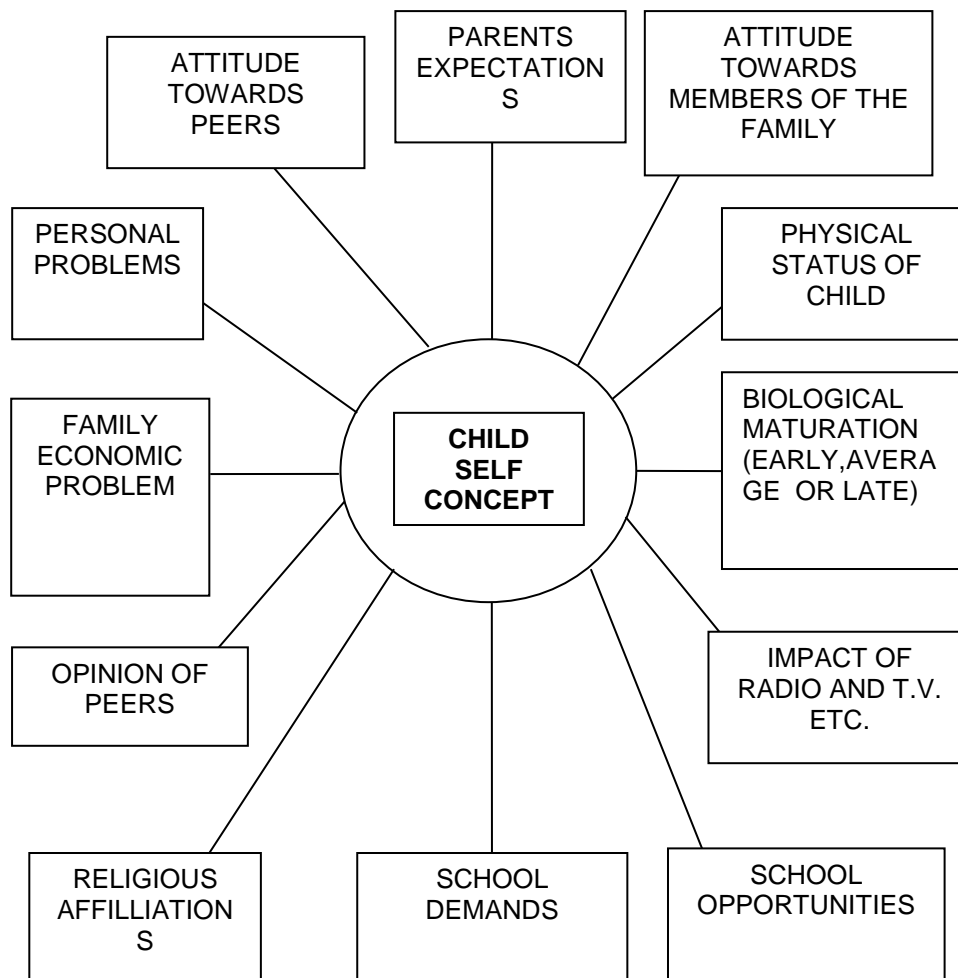 ATTITUDE
TOWARDS
PEERS
PARENTS
EXPECTATION
S
ATTITUDE
TOWARDS
MEMBERS OF THE
FAMILY
PERSONAL
PROBLEMS
PHYSICAL
STATUS OF
CHILD
FAMILY
ECONOMIC
PROBLEM
CHILD
SELF
CONCEPT
BIOLOGICAL
MATURATION
(EARLY,AVERA
GE OR LATE)
OPINION OF
PEERS
IMPACT OF
RADIO AND T.V.
ETC.
RELIGIOUS
AFFILLIATION
S
SCHOOL
DEMANDS
SCHOOL
OPPORTUNITIES